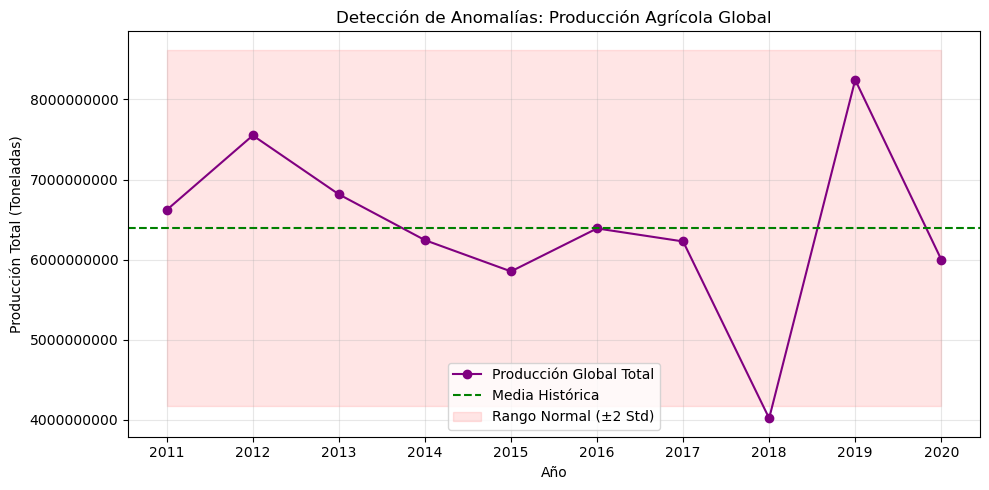 Detección de Anomalías: Producción Agrícola Global
Producción Total (Toneladas)
8000000000
7000000000
6000000000
5000000000
4000000000
Producción Global Total
Media Histórica
Rango Normal (±2 Std)
2011 2012 2013 2014 2015 2016 2017 2018 2019 2020
Año